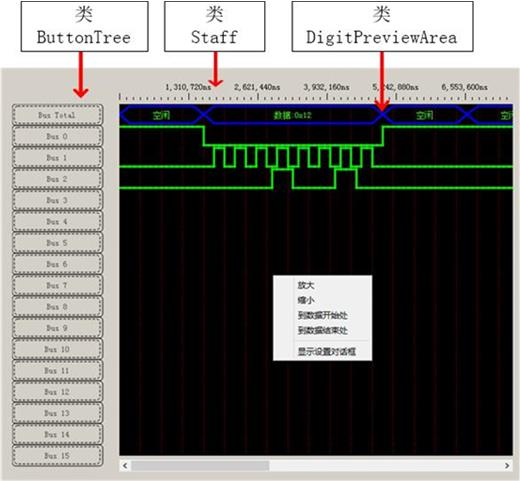 类
ButtonTree
类
Staff
类
DigitPreviewArea
1,310,720ns 2,621,440ns 3,932,160ns 5,242,880ns 6,553,600ns
Bus Total
空闲 数据:0x12 空闲 空闲
Bus 0
Bus 1
Bus 2
Bus 3
Bus 4
Bus 5
Bus 6
Bus 7
Bus 8
Bus 9
Bus 10
Bus 11
Bus 12
Bus 13
Bus 14
Bus 15
放大
缩小
到数据开始处
到数据结束处
显示设置对话框